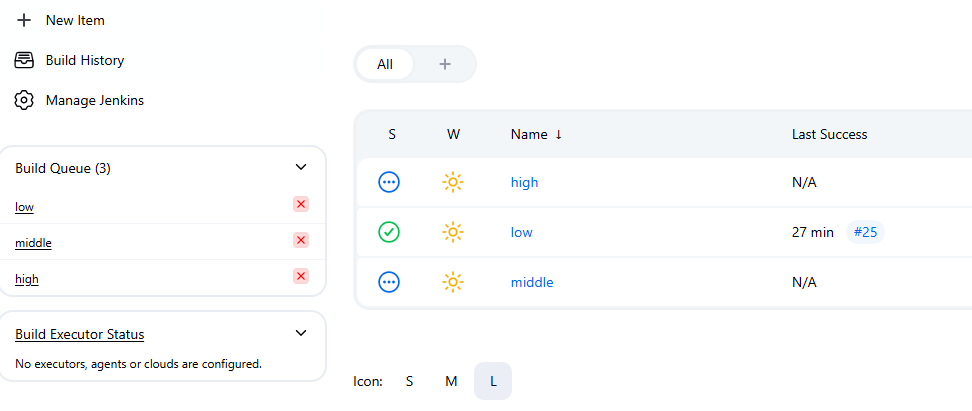 New Item
Build History
Manage Jenkins
Build Queue (3)
low
middle
high
Build Executor Status
No executors, agents or clouds are configured.
All +
S W Name ↓ Last Success
high N/A
low 27 min #25
middle N/A
Icon: S M L